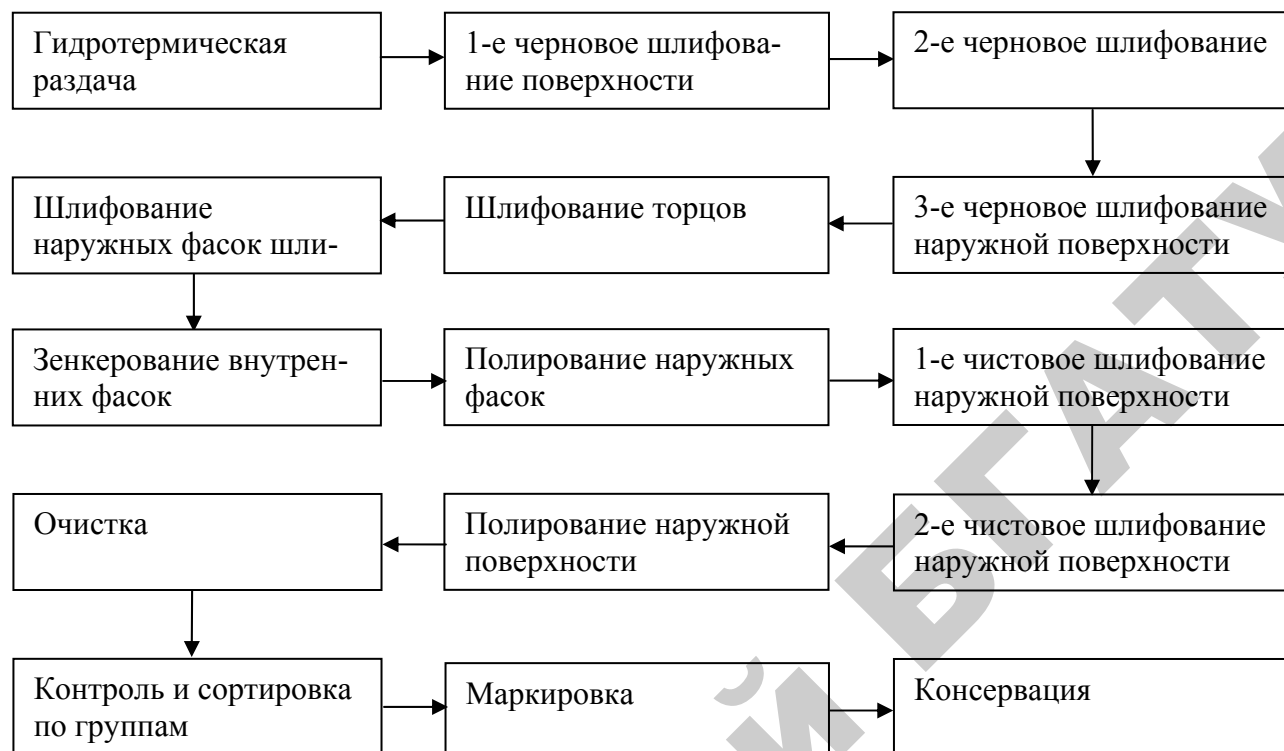 Гидротермическая
раздача
1-е черновое шлифова-
ние поверхности
2-е черновое шлифование
Шлифование
наружных фасок шли-
Шлифование торцов
3-е черновое шлифование
наружной поверхности
Зенкерование внутрен-
них фасок
Полирование наружных
фасок
1-е чистовое шлифование
наружной поверхности
Очистка
Полирование наружной
поверхности
2-е чистовое шлифование
наружной поверхности
Контроль и сортировка
по группам
Маркировка
Консервация
й БГАТУ